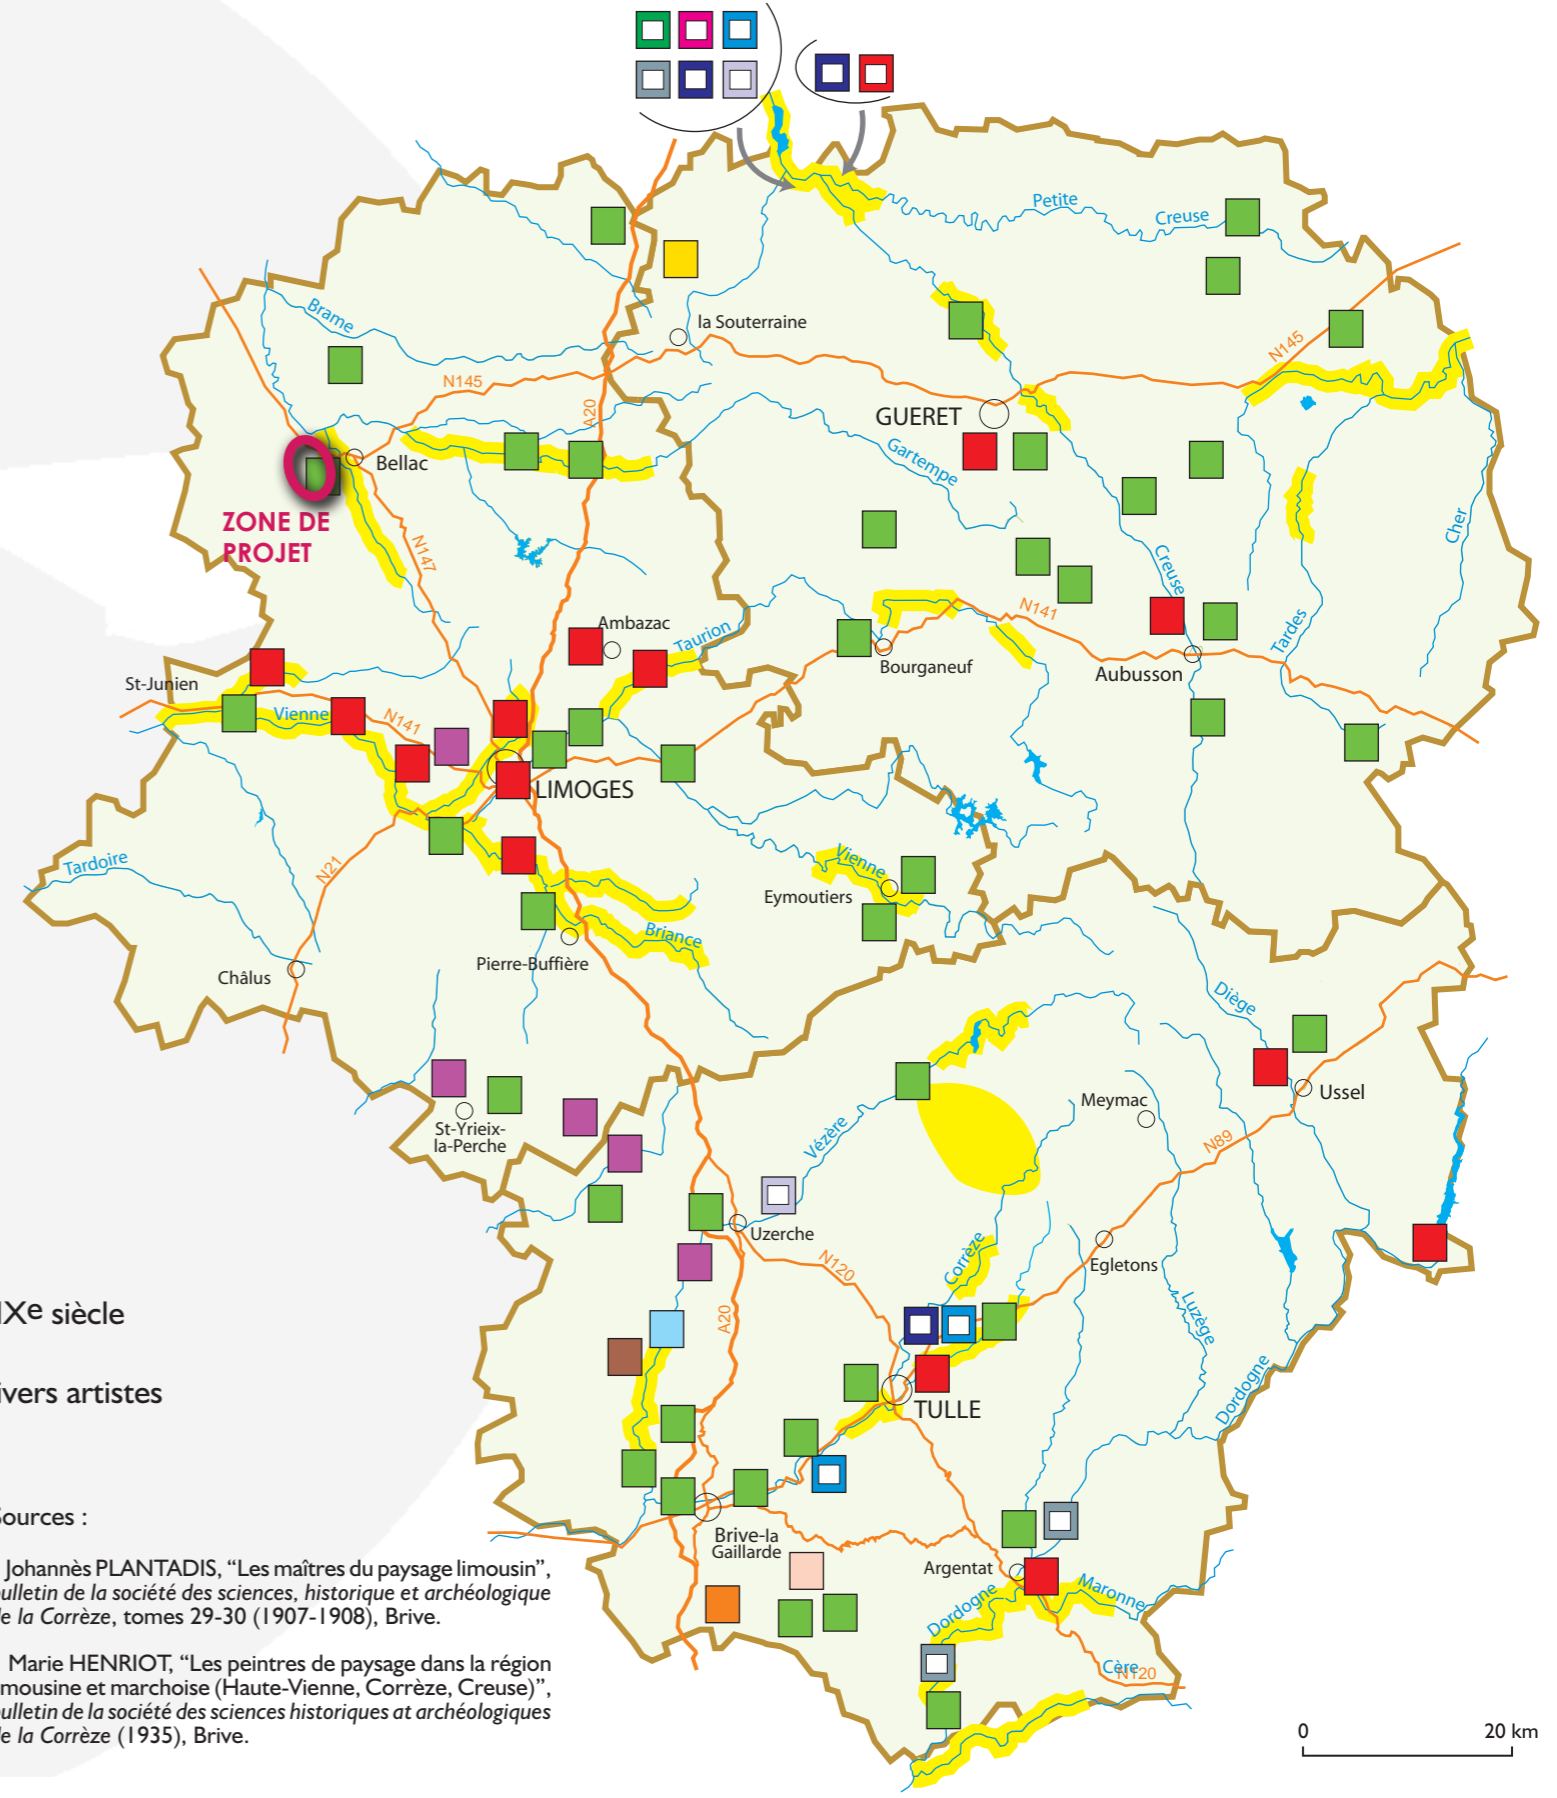 Petite
Creuse
Brame
la Souterraine
N145
N145
A20
GUERET
Gartempe
Bellac
ZONE DE
PROJET
N147
Cher
Creuse
N141
Tardes
Ambazac
Taurion
Bourganeuf
Aubusson
St-Junien
Vienne
N141
LIMOGES
Tardoire
N21
Vienne
Eymoutiers
Briance
Pierre-Buffière
Châlus
Diège
Ussel
Meymac
N89
Vézère
St-Yrieix-
la-Perche
Uzerche
N120
Corrèze
Egletons
Luzège
A20
IXe siècle
ivers artistes
TULLE
Dordogne
Sources :
Brive-la
Gaillarde
Argentat
Maronne
Dordogne
Cère
N120
Johannès PLANTADIS, “Les maîtres du paysage limousin”,
bulletin de la société des sciences, historique et archéologique
de la Corrèze, tomes 29-30 (1907-1908), Brive.
Marie HENRIOT, “Les peintres de paysage dans la région
imousine et marchoise (Haute-Vienne, Corrèze, Creuse)”,
bulletin de la société des sciences historiques at archéologiques
de la Corrèze (1935), Brive.
0 20 km